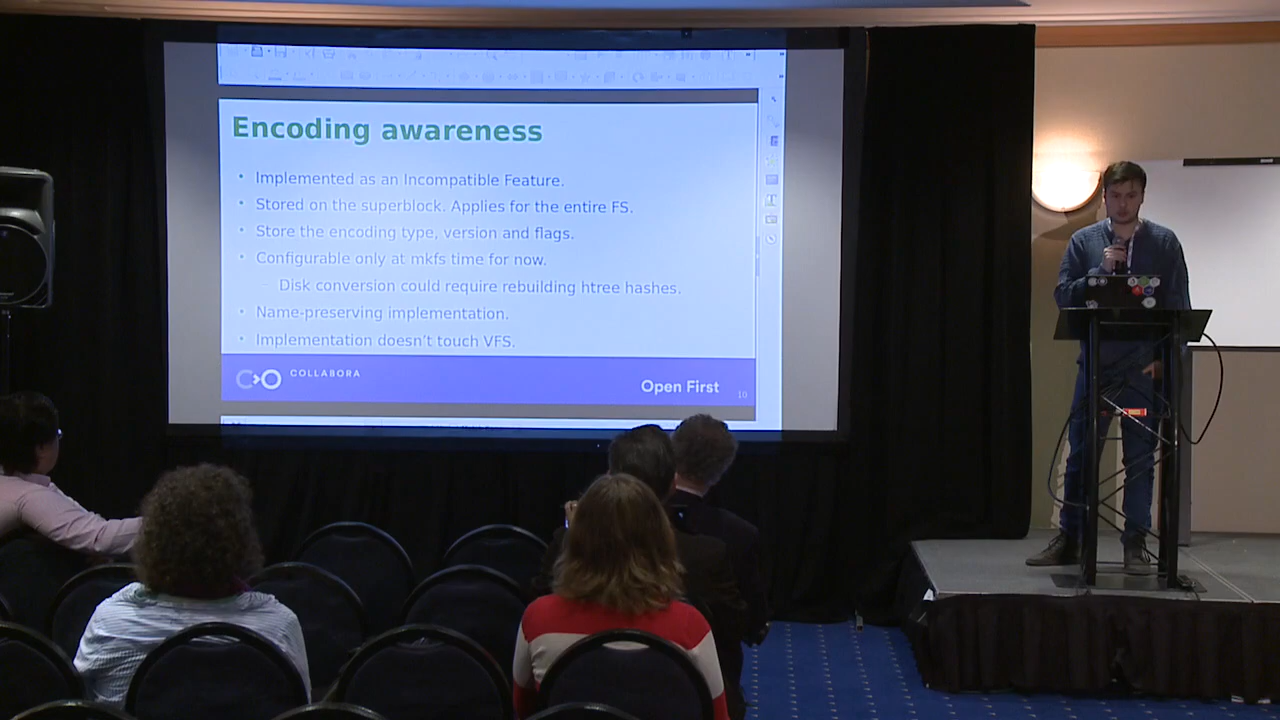 Encoding awareness
• Implemented as an Incompatible Feature.
• Stored on the superblock. Applies for the entire FS.
• Store the encoding type, version and flags.
• Configurable only at mkfs time for now.
– Disk conversion could require rebuilding htree hashes.
• Name-preserving implementation.
• Implementation doesn't touch VFS.
COLLABORA
Open First
10